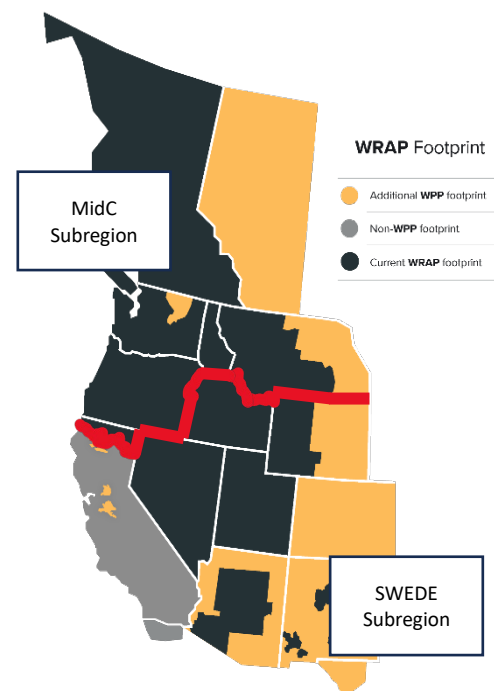 WRAP Footprint
MidC
Subregion
Additional WPP footprint
Non-WPP footprint
Current WRAP footprint
SWEDE
Subregion